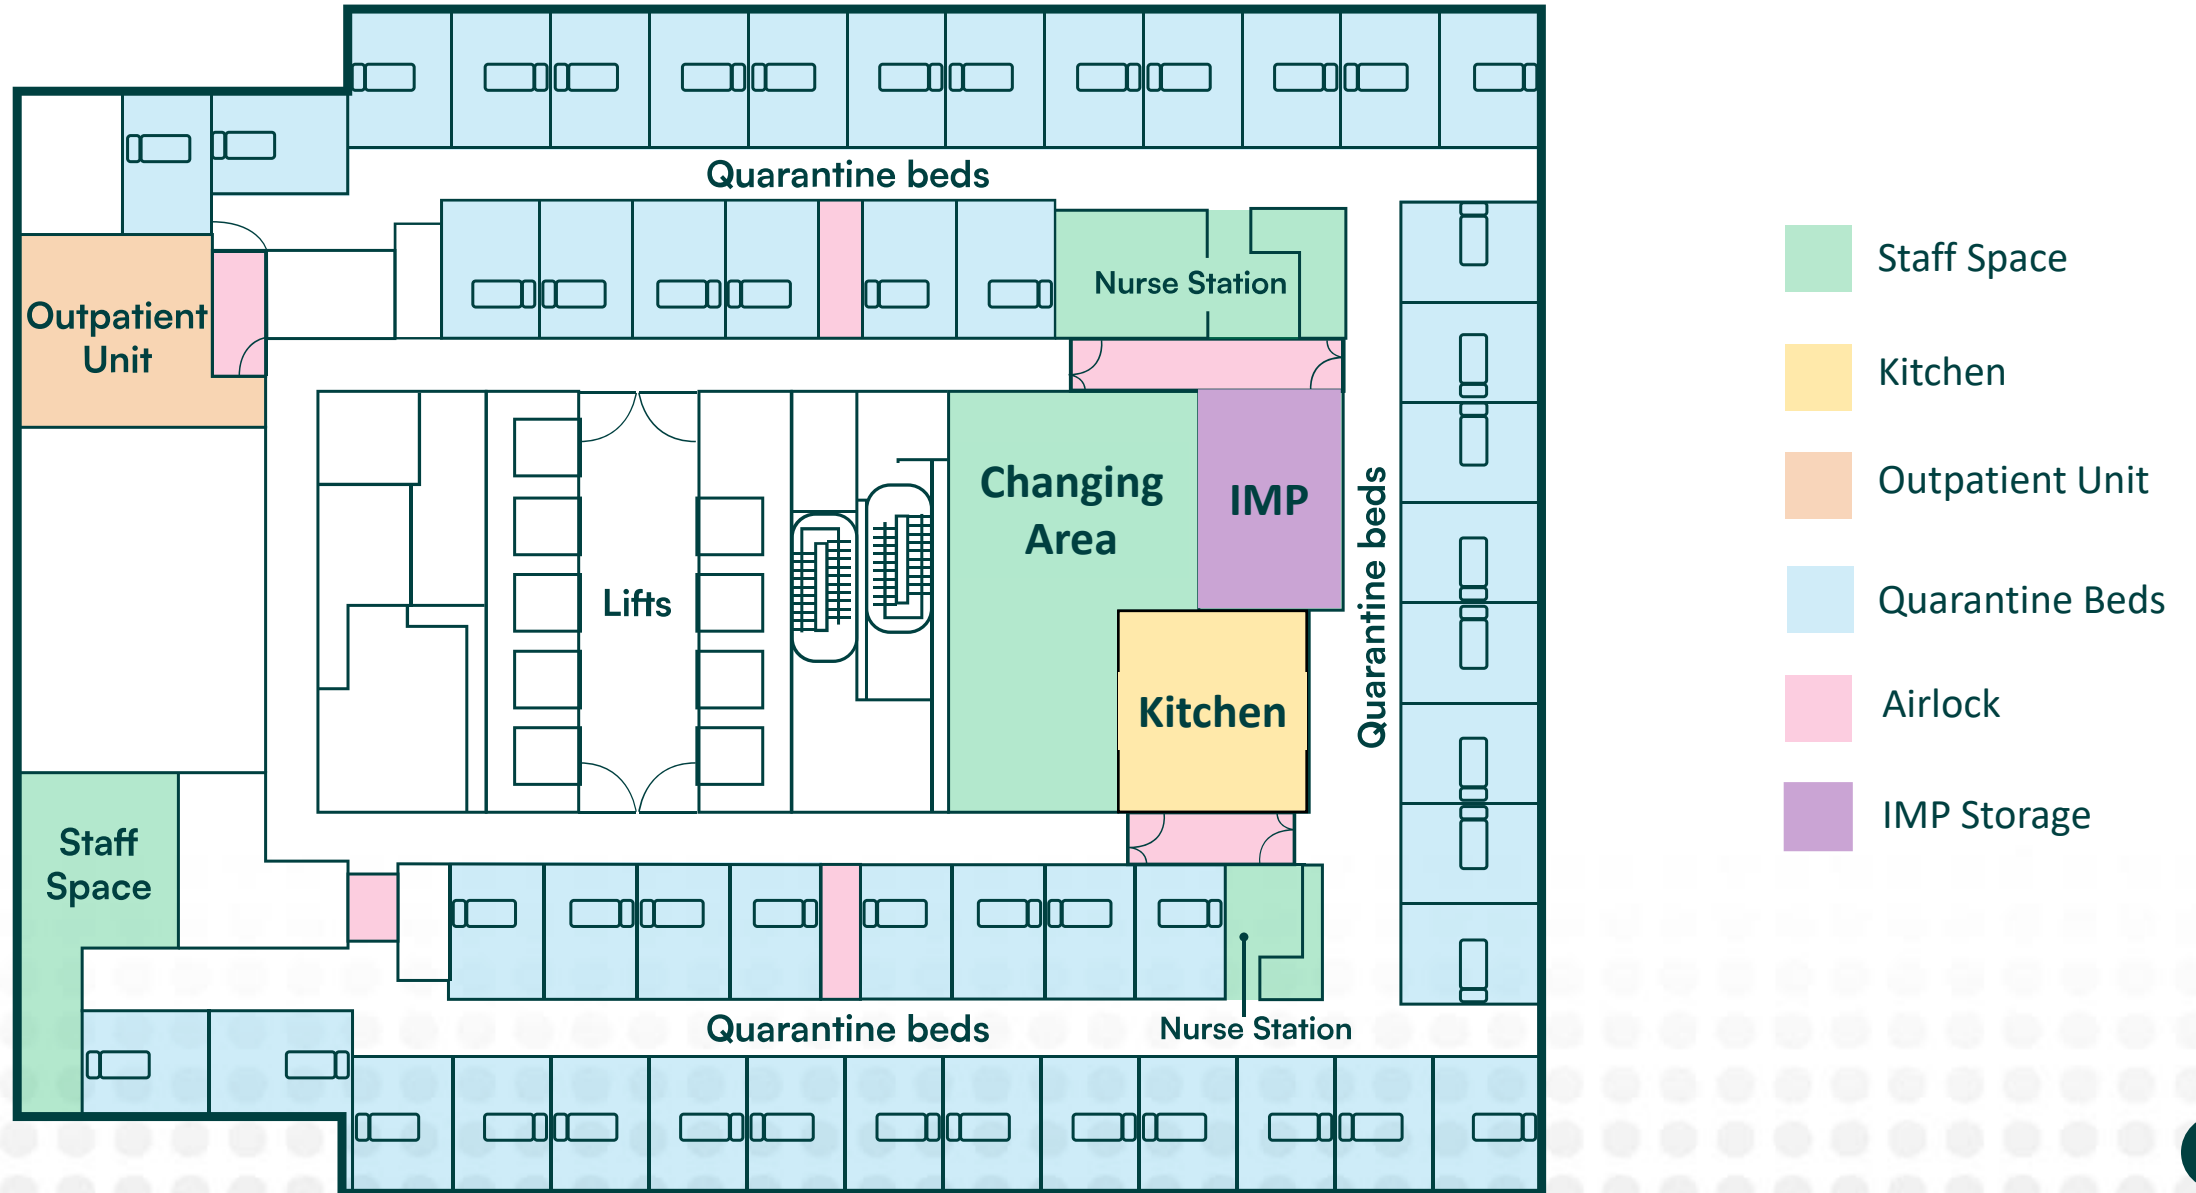 Quarantine beds
Nurse Station
Outpatient
Unit
Changing
Area
IMP
Lifts
Kitchen
Quarantine beds
Staff
Space
Quarantine beds
Nurse Station
Staff Space
Kitchen
Outpatient Unit
Quarantine Beds
Airlock
IMP Storage